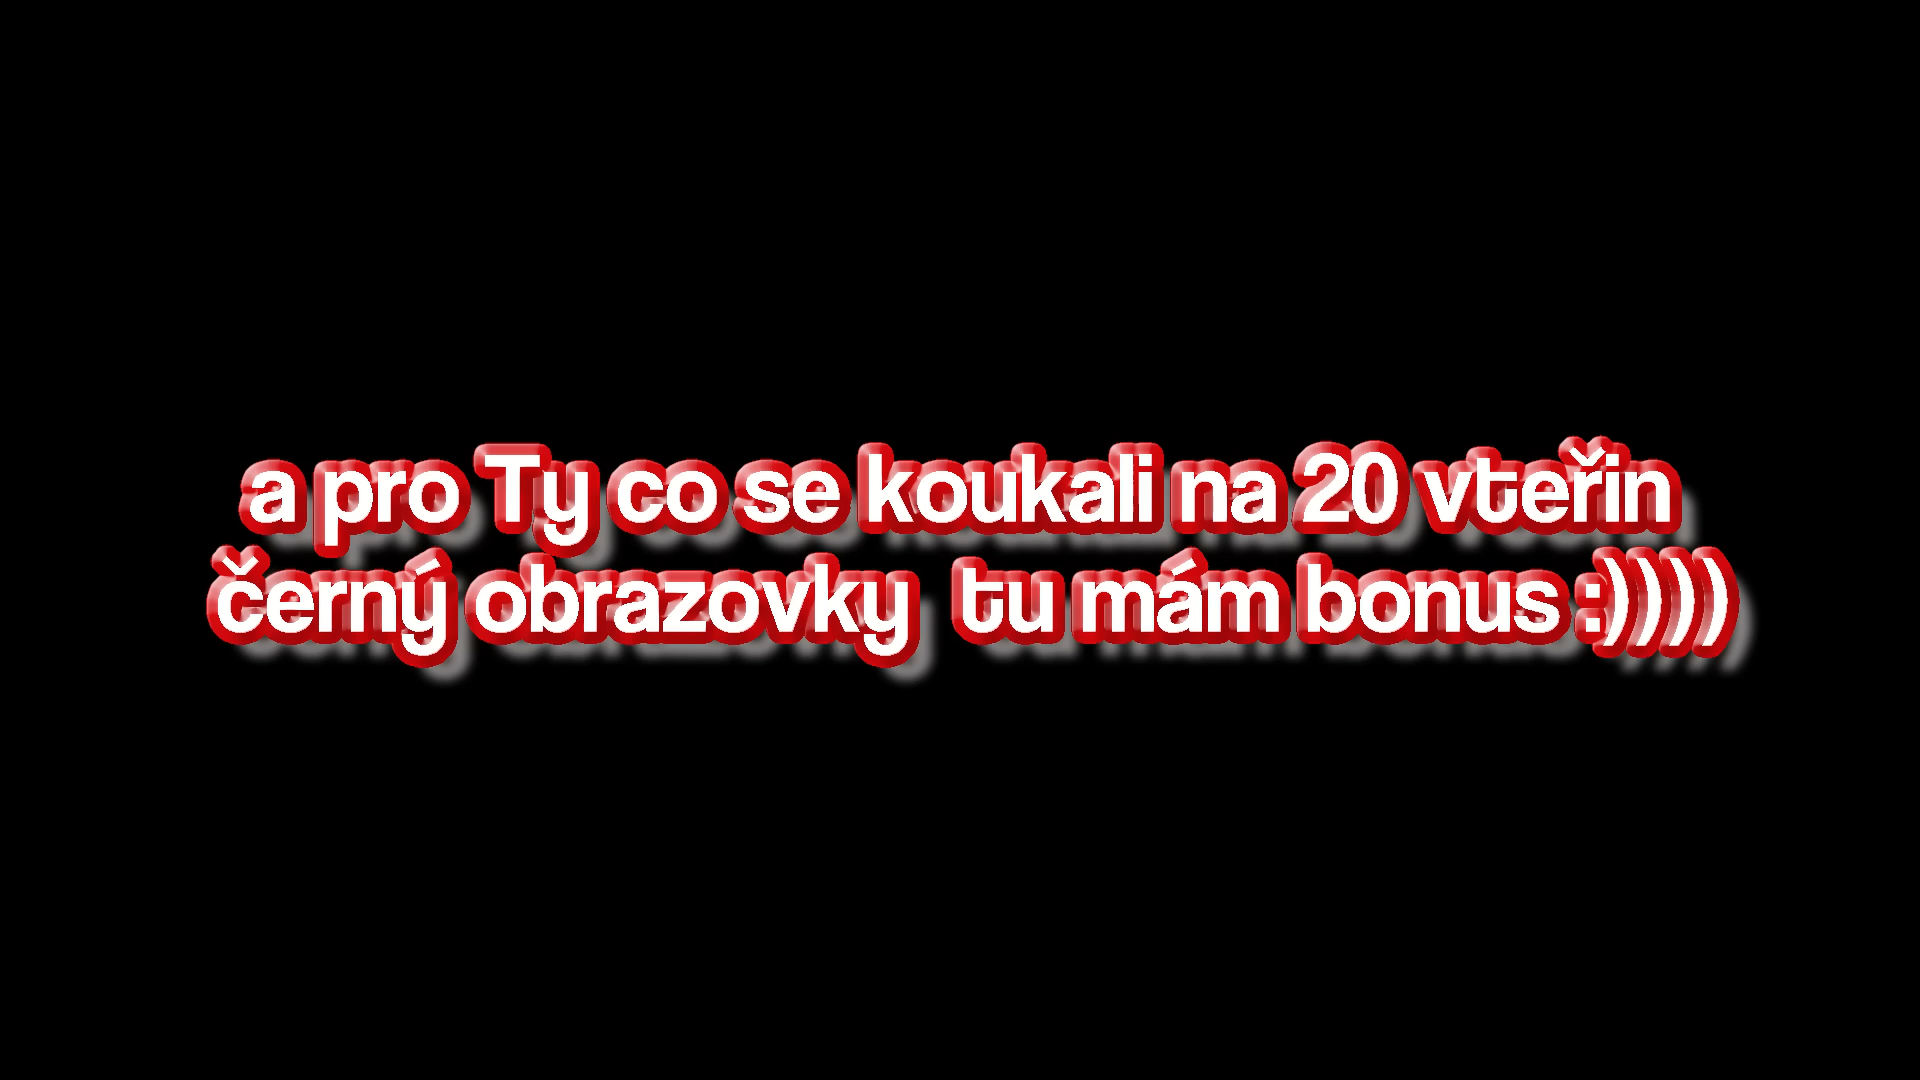 a pro Ty co se koukali na 20 vteřin
černý obrazovky  tu mám bonus :)))))